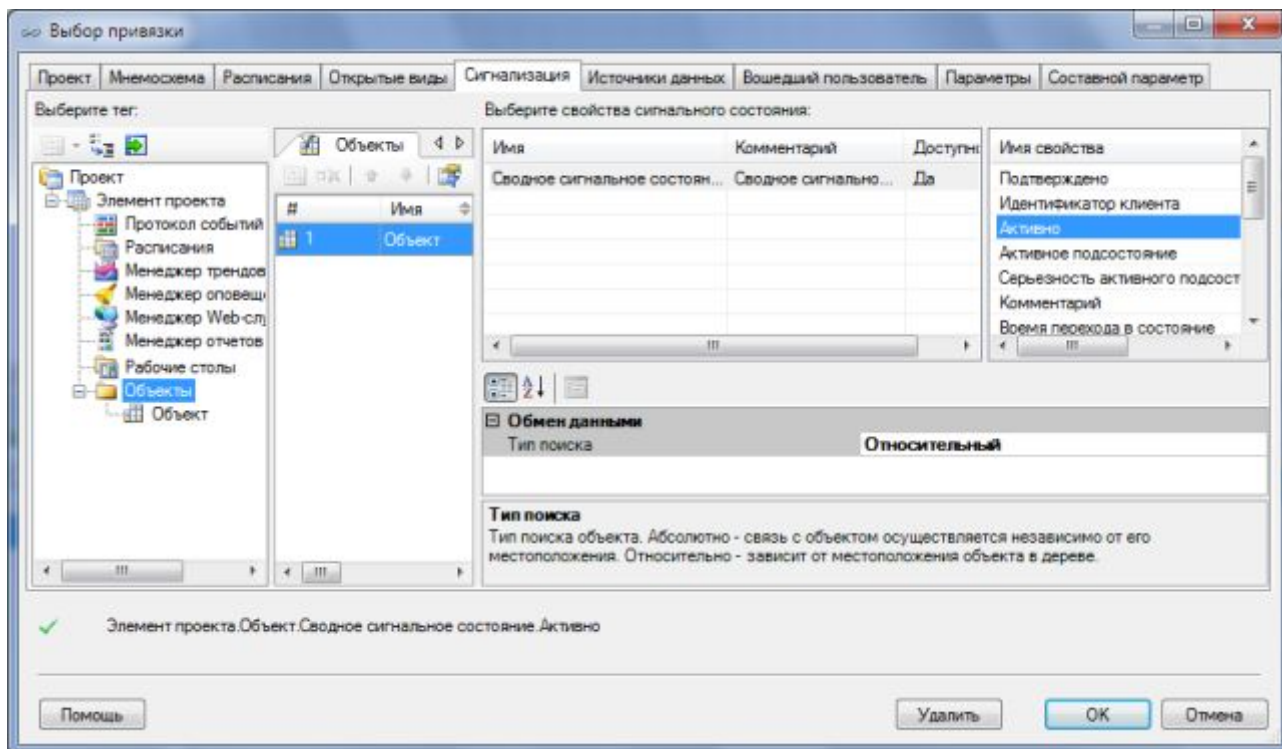 Выбор привязки
Проект Мнемосхема Расписания Открытые виды Сигнализация Источники данных Вошедший пользователь Параметры Составной параметр
Выберите тег:
Проект
Элемент проекта
Протокол событий
Расписания
Менеджер трендов
Менеджер оповещ
Менеджер Web-слу
Менеджер отчетов
Рабочие столы
Объекты
Объект
Объекты
# Имя
1 Объект
Выберите свойства сигнального состояния:
Имя Комментарий Доступно
Сводное сигнальное состоян... Сводное сигнально... Да
Имя свойства
Подтверждено
Идентификатор клиента
Активно
Активное подсостояние
Серьезность активного подсост
Комментарий
Время перехода в состояние
Обмен данными
Тип поиска Относительный
Тип поиска
Тип поиска объекта. Абсолютно - связь с объектом осуществляется независимо от его
местоположения. Относительно - зависит от местоположения объекта в дереве.
Элемент проекта.Объект.Сводное сигнальное состояние.Активно
Помощь Удалить OK Отмена